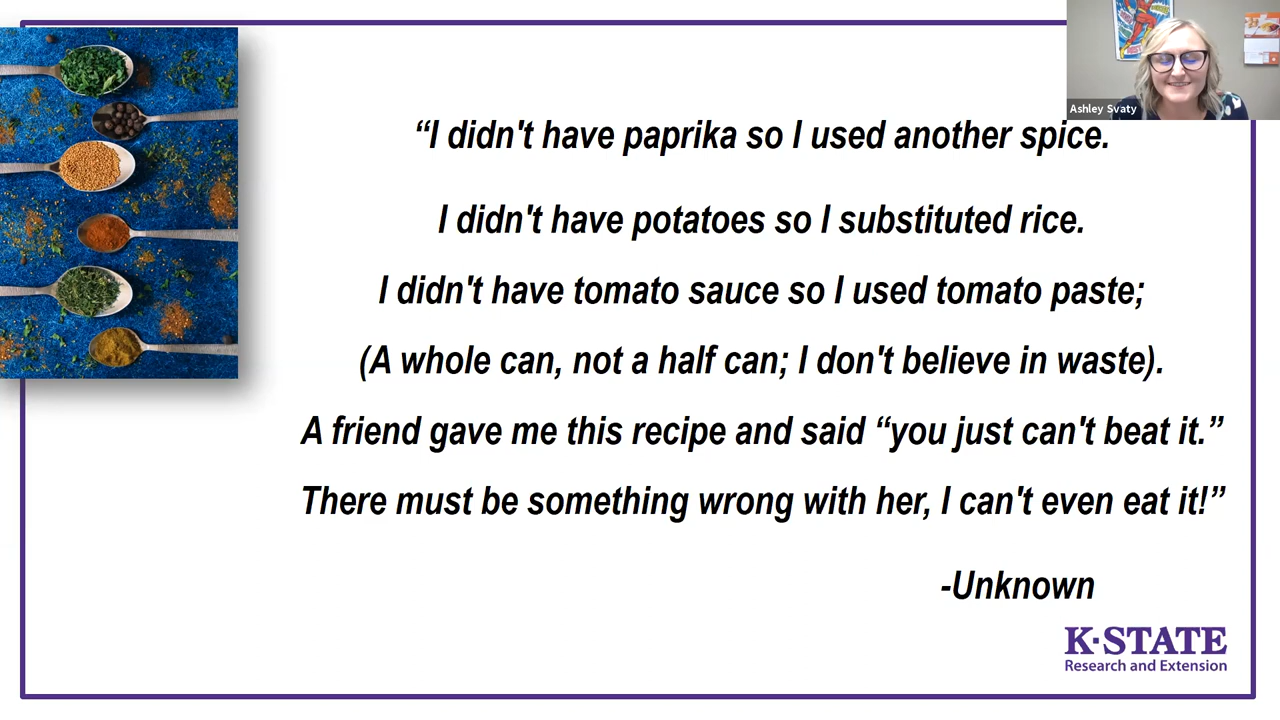 Ashley Svaty
“I didn't have paprika so I used another spice.
I didn't have potatoes so I substituted rice.
I didn't have tomato sauce so I used tomato paste;
(A whole can, not a half can; I don't believe in waste).
A friend gave me this recipe and said “you just can't beat it.”
There must be something wrong with her, I can't even eat it!”
-Unknown
K·STATE
Research and Extension